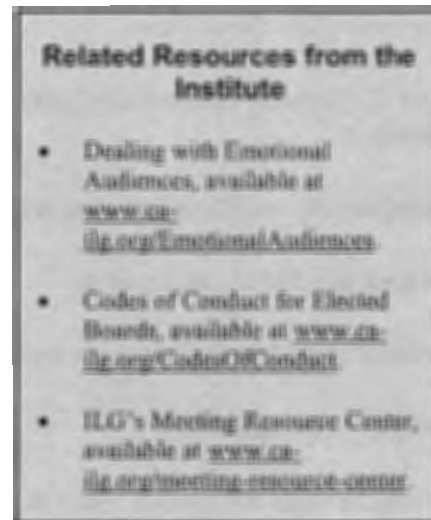 Related Resources from the
Institute
• Dealing with Emotional
Audiences, available at
www.ca-
ilg.org/EmotionalAudiences.
• Codes of Conduct for Elected
Boards, available at www.ca-
ilg.org/CodesOfConduct.
• ILG's Meeting Resource Center,
available at www.ca-
ilg.org/meeting-resource-center.